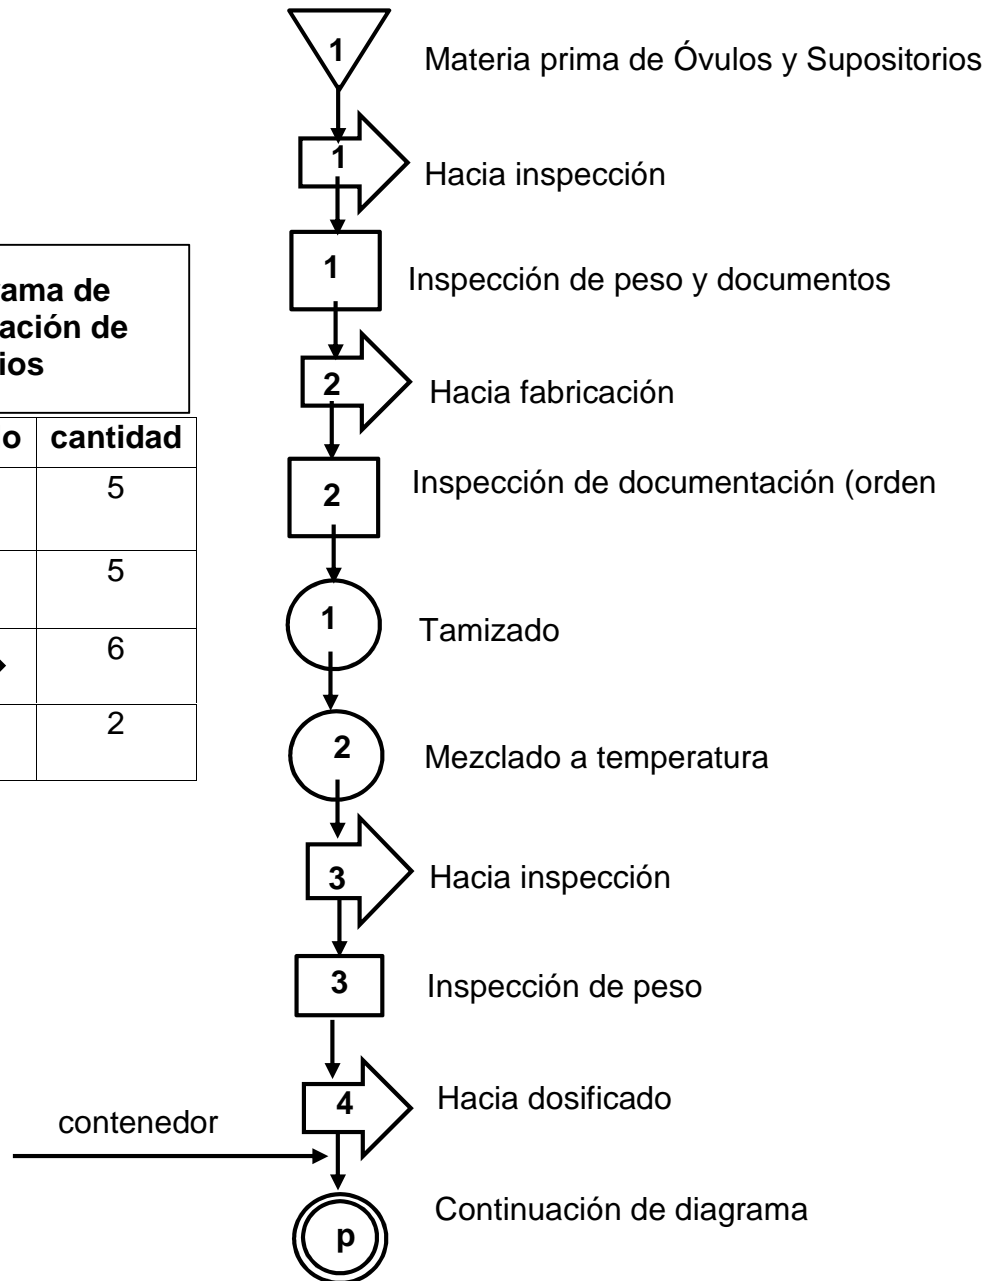 1
Materia prima de Óvulos y Supositorios
1
Hacia inspección
1
Inspección de peso y documentos
ama de
ación de
ios
2
Hacia fabricación
o cantidad
5
2
Inspección de documentación (orden
5
1
Tamizado
6
2
2
Mezclado a temperatura
3
Hacia inspección
3
Inspección de peso
4
Hacia dosificado
contenedor
p
Continuación de diagrama